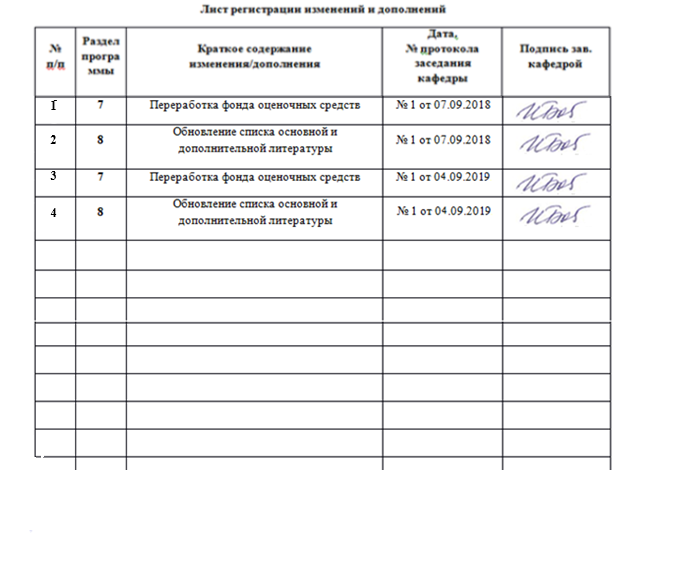 Лист регистрации изменений и дополнений
№ п/п
Раздел програ ммы
Краткое содержание изменения/дополнения
Дата, № протокола заседания кафедры
Подпись зав. кафедрой
1 7 Переработка фонда оценочных средств № 1 от 07.09.2018
2 8 Обновление списка основной и дополнительной литературы № 1 от 07.09.2018
3 7 Переработка фонда оценочных средств № 1 от 04.09.2019
4 8 Обновление списка основной и дополнительной литературы № 1 от 04.09.2019